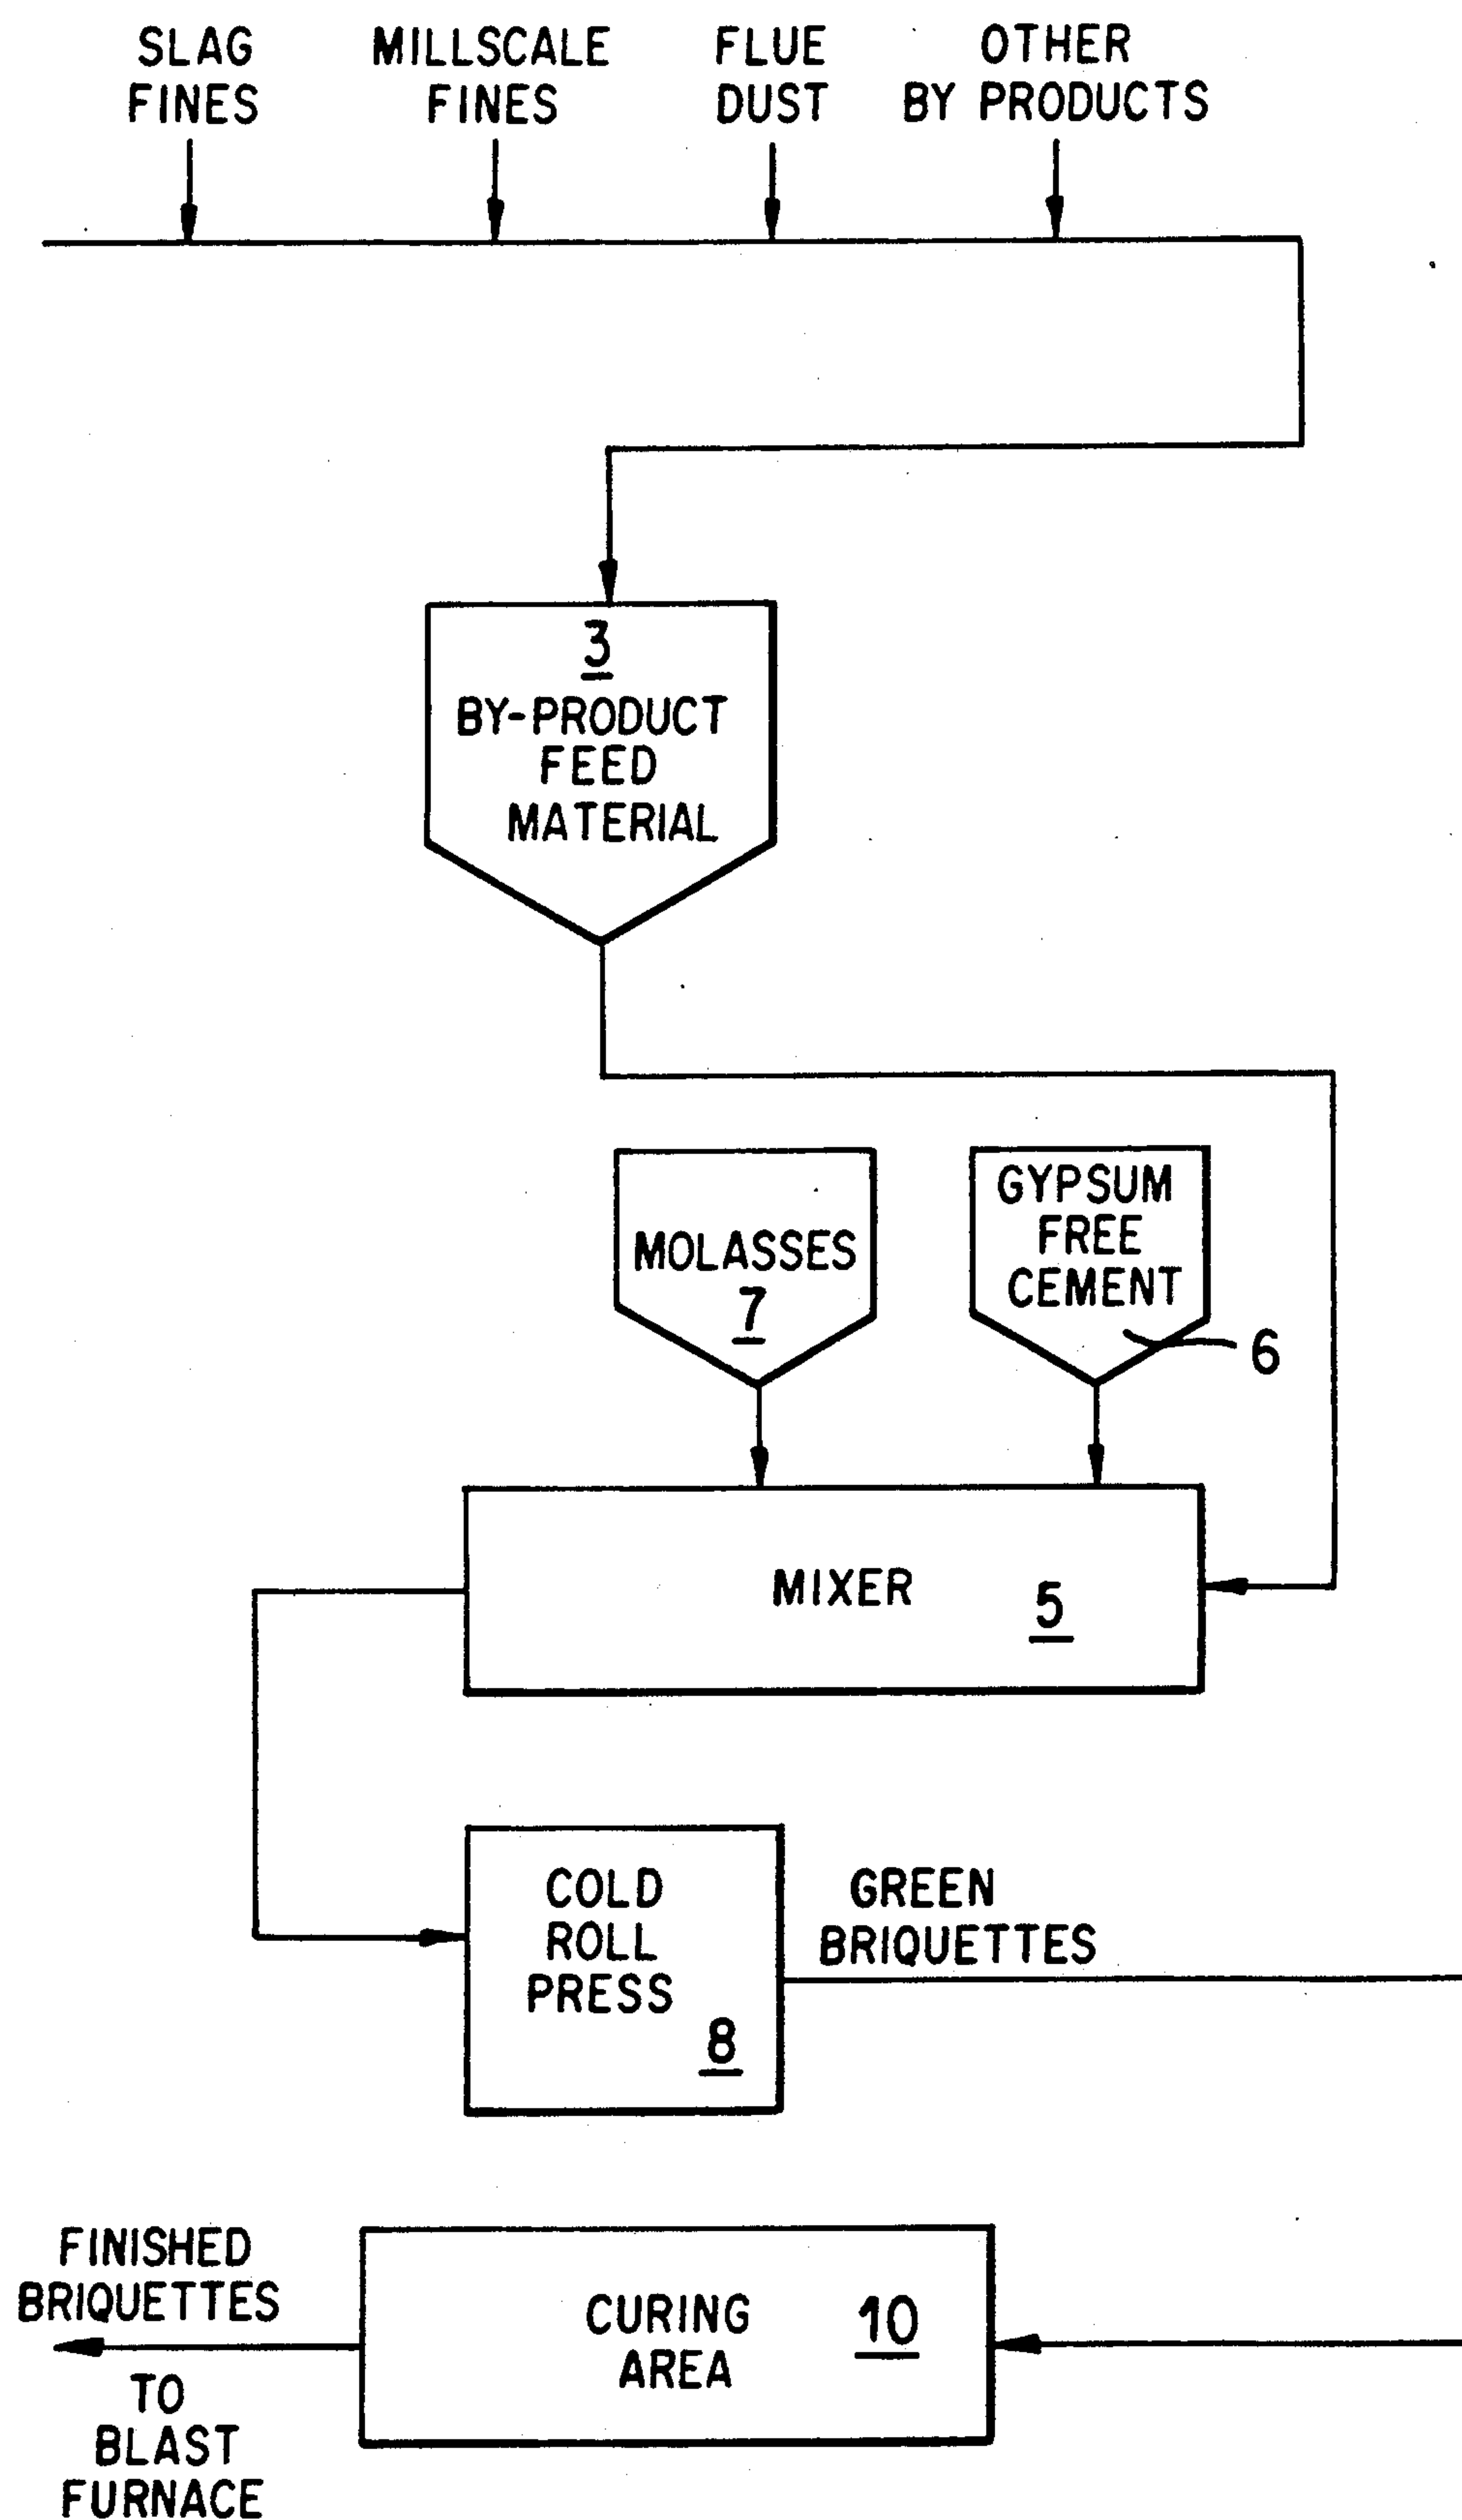 SLAG
FINES
MILLSCALE
FINES
FLUE
DUST
OTHER
BY PRODUCTS
3
BY-PRODUCT
FEED
MATERIAL
MOLASSES
7
GYPSUM
FREE
CEMENT
6
MIXER
5
COLD
ROLL
PRESS
8
GREEN
BRIQUETTES
FINISHED
BRIQUETTES
TO
BLAST
FURNACE
CURING
AREA
10